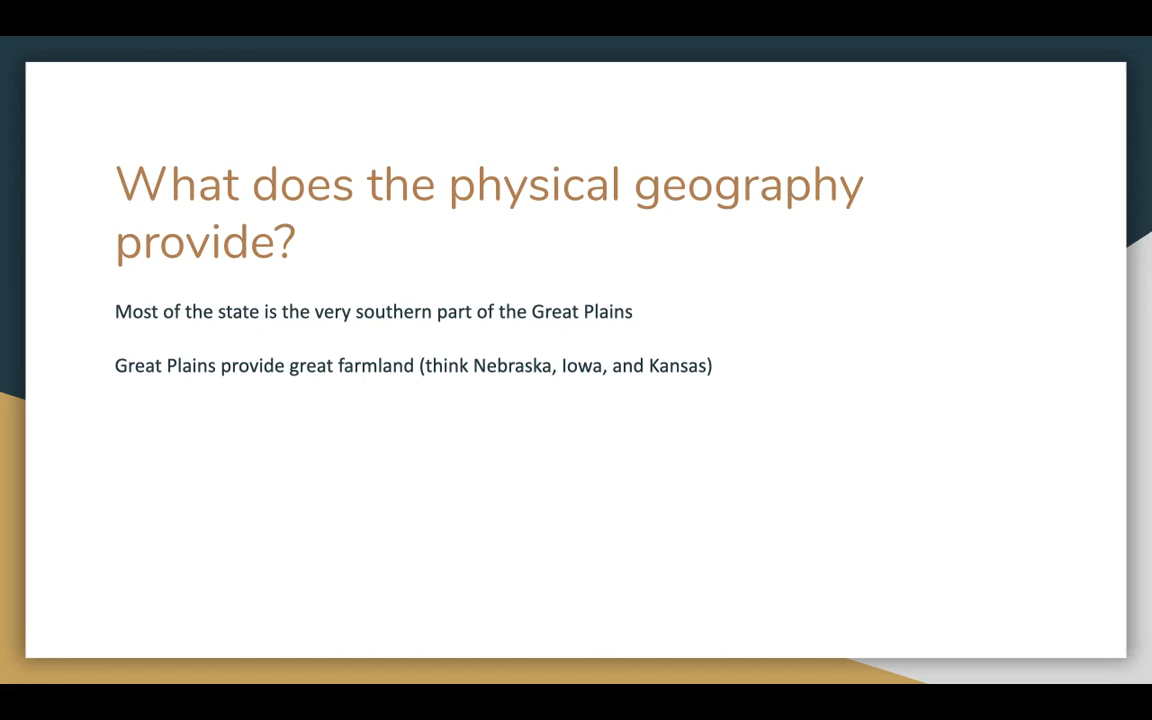 What does the physical geography
provide?
Most of the state is the very southern part of the Great Plains
Great Plains provide great farmland (think Nebraska, Iowa, and Kansas)